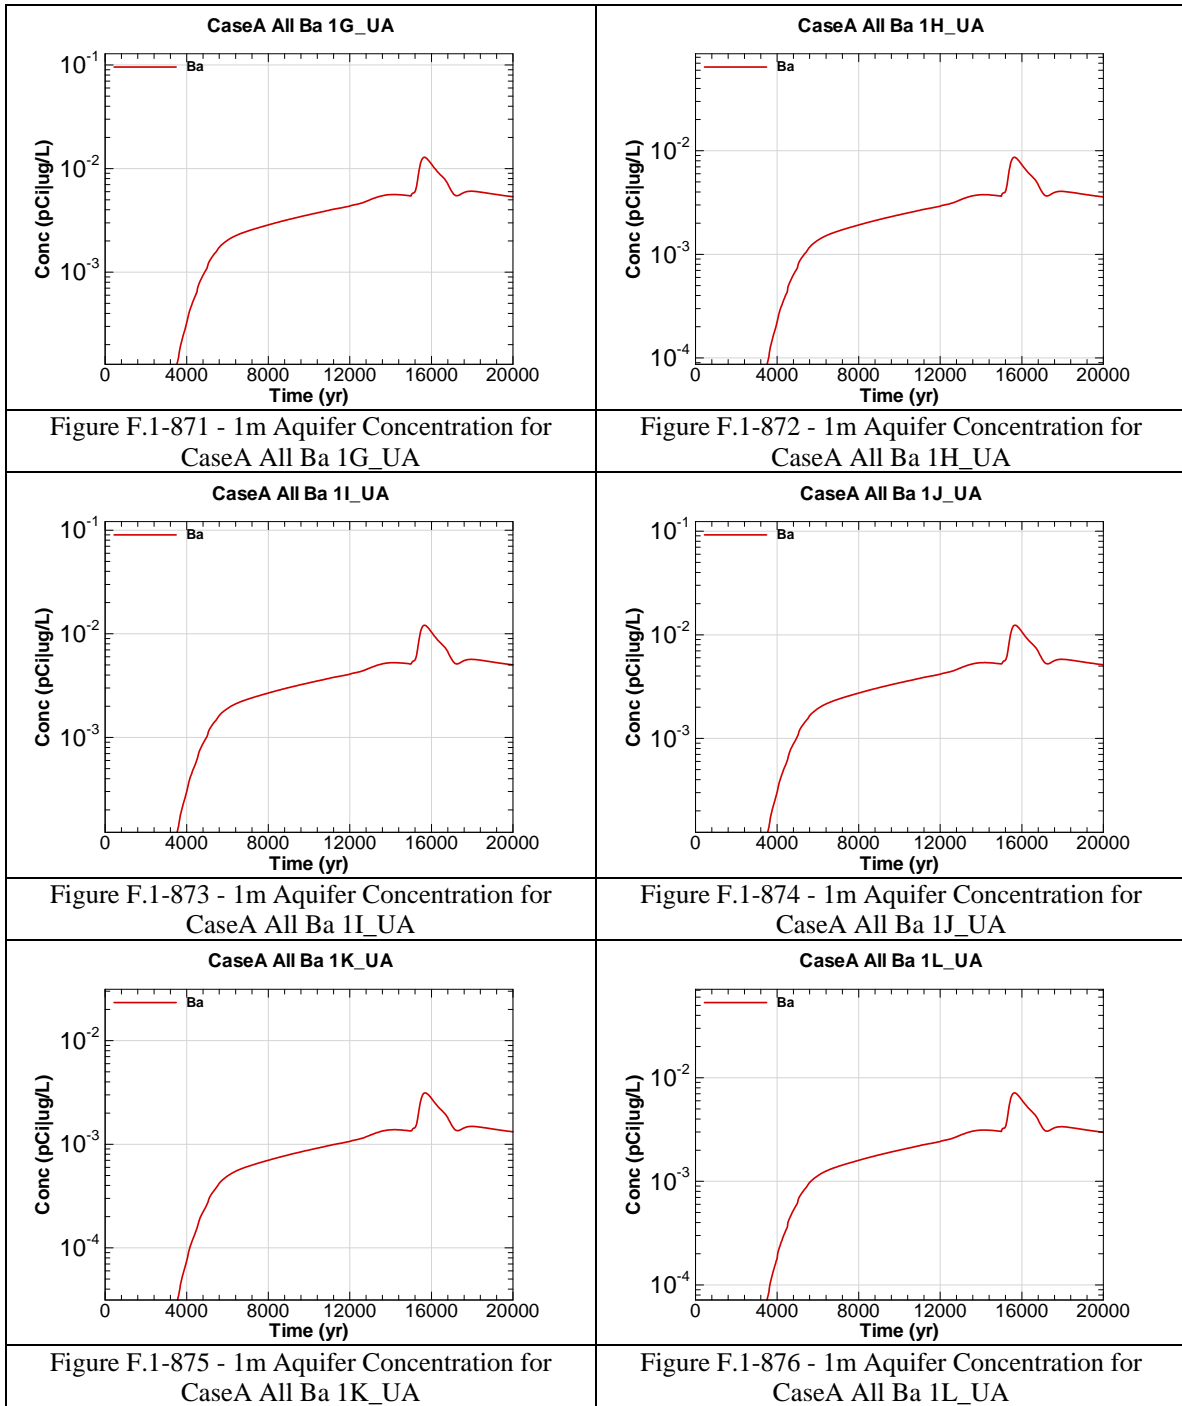 CaseA All Ba 1G_UA
Ba
10-1
10-2
10-3
Conc (pCi|ug/L)
0 4000 8000 12000 16000 20000
Time (yr)
Figure F.1-871 - 1m Aquifer Concentration for
CaseA All Ba 1G_UA
CaseA All Ba 1H_UA
Ba
10-2
10-3
10-4
Conc (pCi|ug/L)
0 4000 8000 12000 16000 20000
Time (yr)
Figure F.1-872 - 1m Aquifer Concentration for
CaseA All Ba 1H_UA
CaseA All Ba 1I_UA
Ba
10-1
10-2
10-3
Conc (pCi|ug/L)
0 4000 8000 12000 16000 20000
Time (yr)
Figure F.1-873 - 1m Aquifer Concentration for
CaseA All Ba 1I_UA
CaseA All Ba 1J_UA
Ba
10-1
10-2
10-3
Conc (pCi|ug/L)
0 4000 8000 12000 16000 20000
Time (yr)
Figure F.1-874 - 1m Aquifer Concentration for
CaseA All Ba 1J_UA
CaseA All Ba 1K_UA
Ba
10-2
10-3
10-4
Conc (pCi|ug/L)
0 4000 8000 12000 16000 20000
Time (yr)
Figure F.1-875 - 1m Aquifer Concentration for
CaseA All Ba 1K_UA
CaseA All Ba 1L_UA
Ba
10-2
10-3
10-4
Conc (pCi|ug/L)
0 4000 8000 12000 16000 20000
Time (yr)
Figure F.1-876 - 1m Aquifer Concentration for
CaseA All Ba 1L_UA